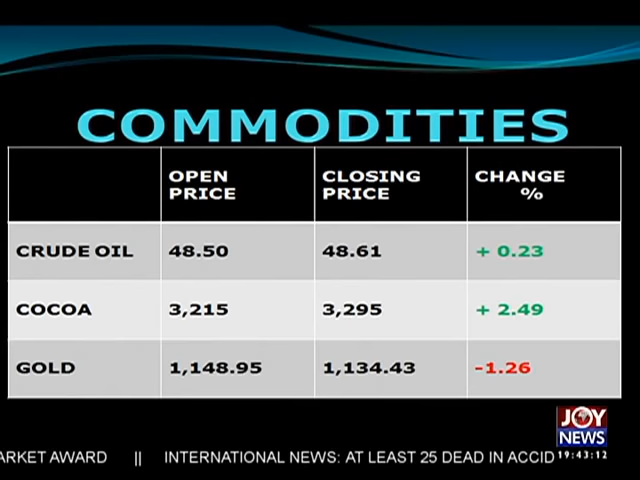 COMMODITIES
OPEN PRICE CLOSING PRICE CHANGE %
CRUDE OIL 48.50 48.61 + 0.23
COCOA 3,215 3,295 + 2.49
GOLD 1,148.95 1,134.43 -1.26
JOY
NEWS
ARKET AWARD || INTERNATIONAL NEWS: AT LEAST 25 DEAD IN ACCID 19:43:12